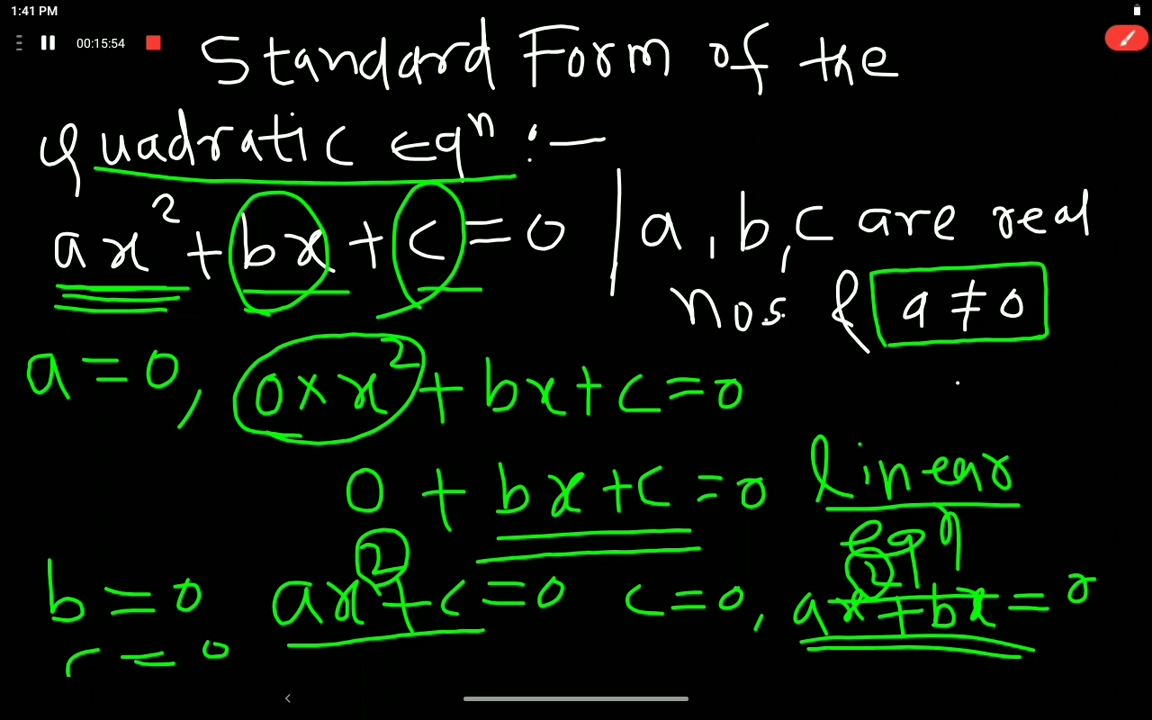 1:41 PM
00:15:54
Standard Form of the
quadratic eqⁿ :—
ax² + bx + c = 0 | a, b, c are real
nos & a ≠ 0
a = 0, 0 × x² + bx + c = 0
0 + bx + c = 0 linear
eqⁿ
b = 0 ax² + c = 0 c = 0, ax² + bx = 0
c = 0